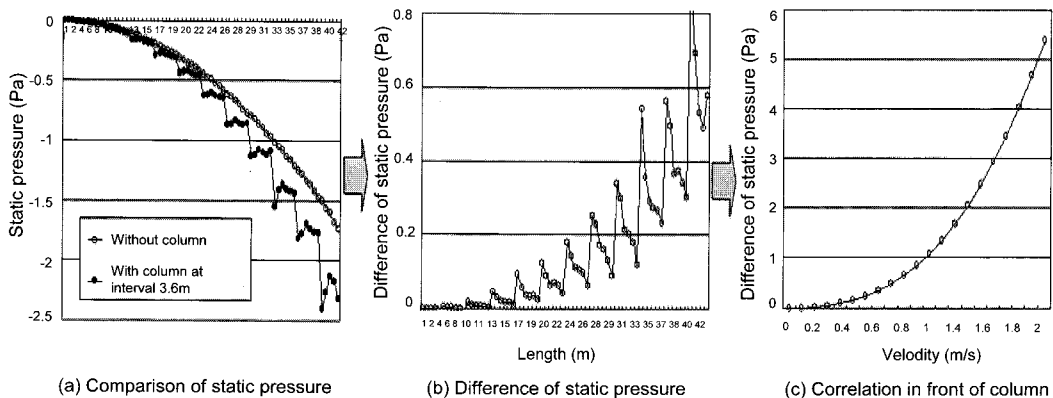 Static pressure (Pa)
0
-0.5
-1
-1.5
-2
-2.5
1 2 4 6 8 10 13 15 17 20 22 24 26 29 31 33 35 38 40 42
Without column
With column at
interval 3.6m
(a) Comparison of static pressure
Difference of static pressure (Pa)
0.8
0.6
0.4
0.2
0
1 2 4 6 8 10 11 13 15 17 19 20 22 24 26 28 29 31 33 35 37 38 40 42
Length (m)
(b) Difference of static pressure
Difference of static pressure (Pa)
6
5
4
3
2
1
0
0 0.2 0.4 0.6 0.8 1 1.2 1.4 1.6 1.8 2
Velodity (m/s)
(c) Correlation in front of column